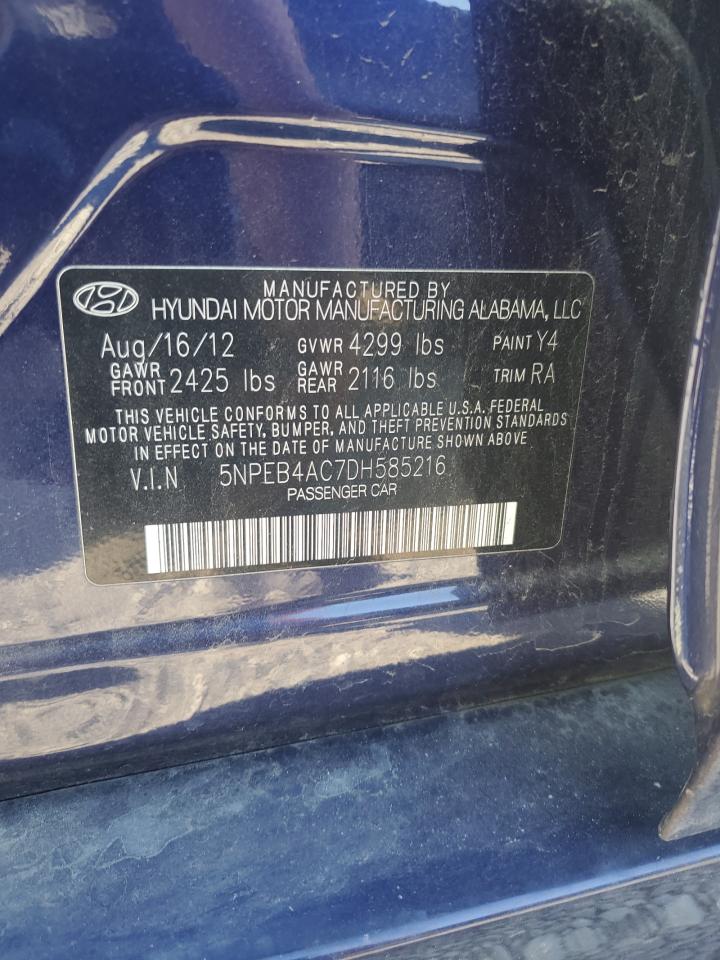 MANUFACTURED BY
HYUNDAI MOTOR MANUFACTURING ALABAMA, LLC
Aug/16/12 GVWR 4299 lbs PAINT Y4
GAWR FRONT 2425 lbs GAWR REAR 2116 lbs TRIM RA
THIS VEHICLE CONFORMS TO ALL APPLICABLE U.S.A. FEDERAL
MOTOR VEHICLE SAFETY, BUMPER, AND THEFT PREVENTION STANDARDS
IN EFFECT ON THE DATE OF MANUFACTURE SHOWN ABOVE.
V.I.N 5NPEB4AC7DH585216
PASSENGER CAR